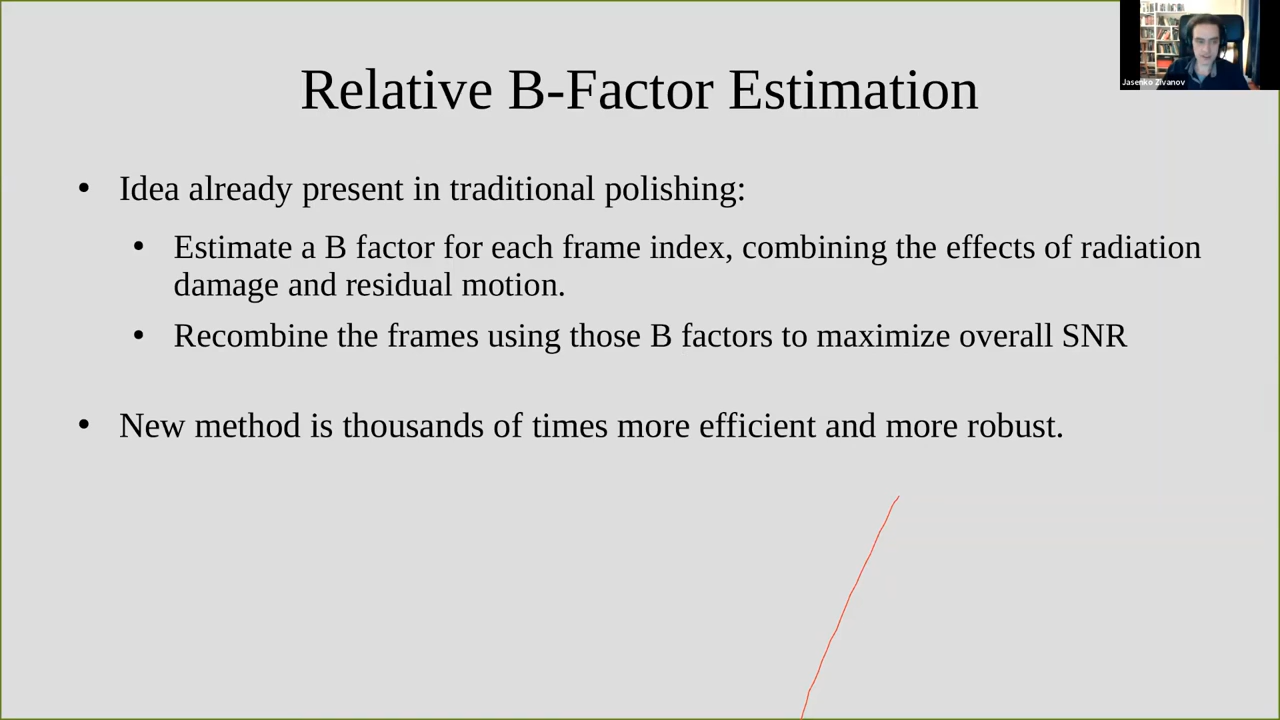 Jasenko Zivanov
Relative B-Factor Estimation
• Idea already present in traditional polishing:
• Estimate a B factor for each frame index, combining the effects of radiation
damage and residual motion.
• Recombine the frames using those B factors to maximize overall SNR
• New method is thousands of times more efficient and more robust.